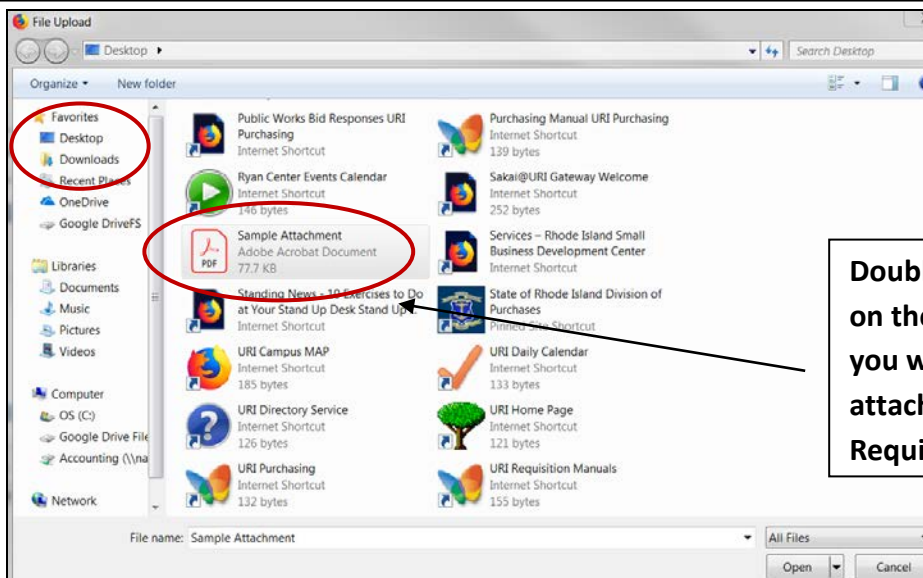 File Upload
Desktop
Search Desktop
Organize
New folder
Favorites
Desktop
Downloads
Recent Places
OneDrive
Google DriveFS
Libraries
Documents
Music
Pictures
Videos
Computer
OS (C:)
Google Drive File
Accounting (\\na
Network
Public Works Bid Responses URI
Purchasing
Internet Shortcut
Ryan Center Events Calendar
Internet Shortcut
146 bytes
PDF
Sample Attachment
Adobe Acrobat Document
77.7 KB
Standing News - 10 Exercises to Do
at Your Stand Up Desk Stand Up...
Internet Shortcut
URI Campus MAP
Internet Shortcut
185 bytes
URI Directory Service
Internet Shortcut
126 bytes
URI Purchasing
Internet Shortcut
132 bytes
Purchasing Manual URI Purchasing
Internet Shortcut
139 bytes
Sakai@URI Gateway Welcome
Internet Shortcut
252 bytes
Services – Rhode Island Small
Business Development Center
Internet Shortcut
State of Rhode Island Division of
Purchases
Pinned Site Shortcut
URI Daily Calendar
Internet Shortcut
133 bytes
URI Home Page
Internet Shortcut
121 bytes
URI Requisition Manuals
Internet Shortcut
155 bytes
Doub
on the
you w
attach
Requi
File name: Sample Attachment
All Files
Open
Cancel